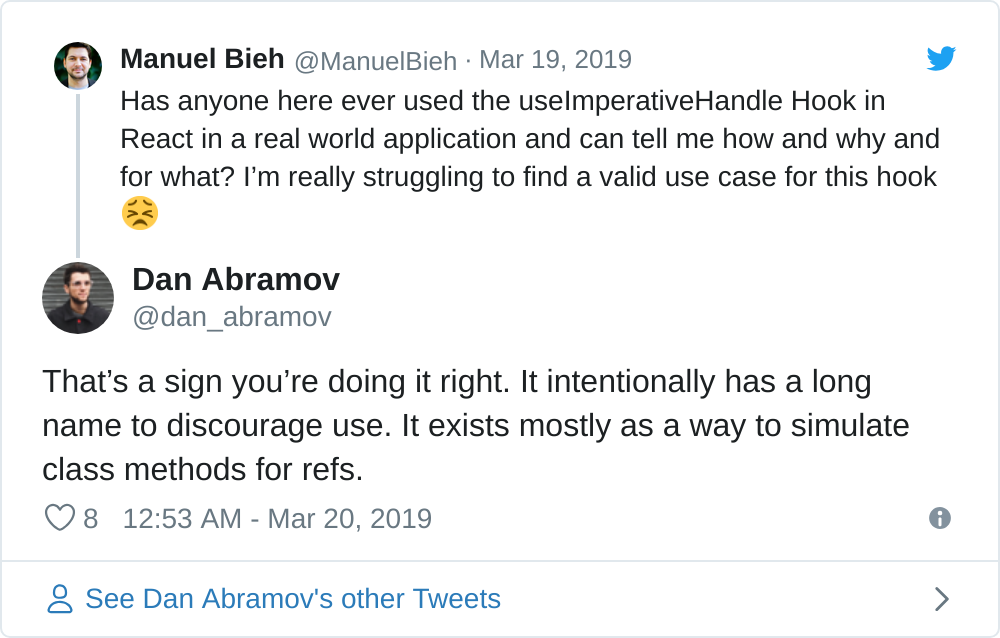 Manuel Bieh @ManuelBieh · Mar 19, 2019
Has anyone here ever used the useImperativeHandle Hook in
React in a real world application and can tell me how and why and
for what? I’m really struggling to find a valid use case for this hook
😣
Dan Abramov
@dan_abramov
That’s a sign you’re doing it right. It intentionally has a long
name to discourage use. It exists mostly as a way to simulate
class methods for refs.
8 12:53 AM - Mar 20, 2019
See Dan Abramov's other Tweets